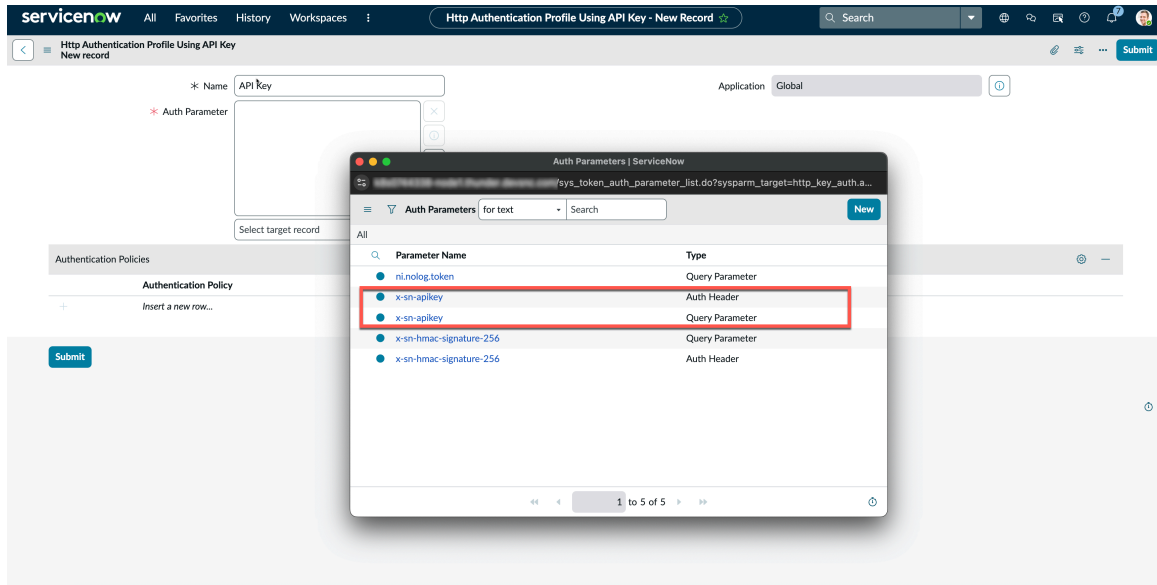 servicenow All Favorites History Workspaces Http Authentication Profile Using API Key - New Record Search 7
Http Authentication Profile Using API Key
New record
Submit
Name API Key Application Global
Auth Parameter
Auth Parameters | ServiceNow
/sys_token_auth_parameter_list.do?sysparm_target=http_key_auth.a...
Auth Parameters for text Search New
All
Parameter Name Type
ni.nolog.token Query Parameter
x-sn-apikey Auth Header
x-sn-apikey Query Parameter
x-sn-hmac-signature-256 Query Parameter
x-sn-hmac-signature-256 Auth Header
1 to 5 of 5
Select target record
Authentication Policies
Authentication Policy
Insert a new row...
Submit